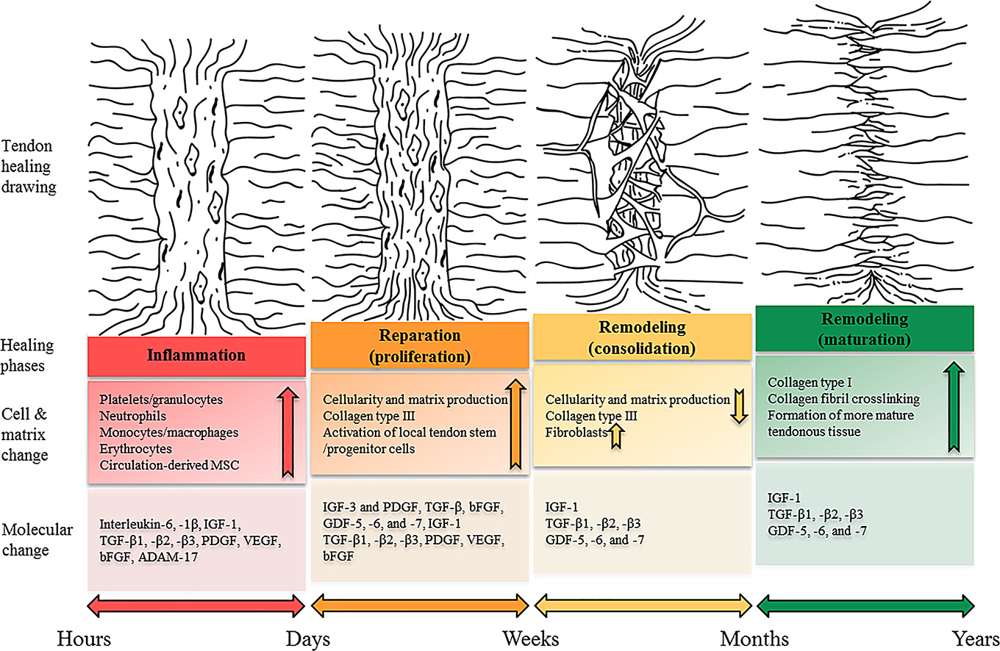 Tendon
healing
drawing
Healing
phases
Inflammation
Reparation
(proliferation)
Remodeling
(consolidation)
Remodeling
(maturation)
Cell &
matrix
change
Platelets/granulocytes
Neutrophils
Monocytes/macrophages
Erythrocytes
Circulation-derived MSC
Cellularity and matrix production
Collagen type III
Activation of local tendon stem
/progenitor cells
Cellularity and matrix production
Collagen type III
Fibroblasts
Collagen type I
Collagen fibril crosslinking
Formation of more mature
tendonous tissue
Molecular
change
Interleukin-6, -1β, IGF-1,
TGF-β1, -β2, -β3, PDGF, VEGF,
bFGF, ADAM-17
IGF-3 and PDGF, TGF-β, bFGF,
GDF-5, -6, and -7, IGF-1
TGF-β1, -β2, -β3, PDGF, VEGF,
bFGF
IGF-1
TGF-β1, -β2, -β3
GDF-5, -6, and -7
IGF-1
TGF-β1, -β2, -β3
GDF-5, -6, and -7
Hours Days Weeks Months Years